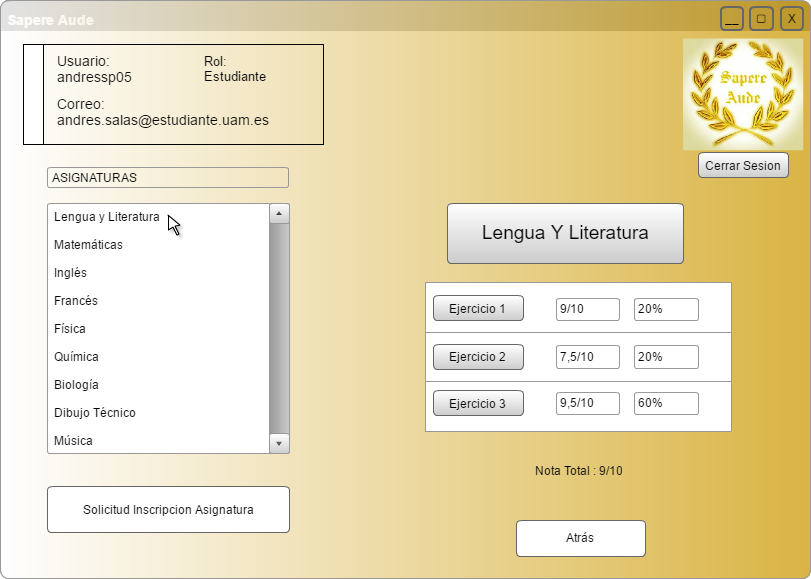 Sapere Aude
X
Usuario:
andressp05
Rol:
Estudiante
Correo:
andres.salas@estudiante.uam.es
Sapere
Aude
Cerrar Sesion
ASIGNATURAS
Lengua y Literatura
Matemáticas
Inglés
Francés
Física
Química
Biología
Dibujo Técnico
Música
Solicitud Inscripcion Asignatura
Lengua Y Literatura
Ejercicio 1 9/10 20%
Ejercicio 2 7,5/10 20%
Ejercicio 3 9,5/10 60%
Nota Total : 9/10
Atrás